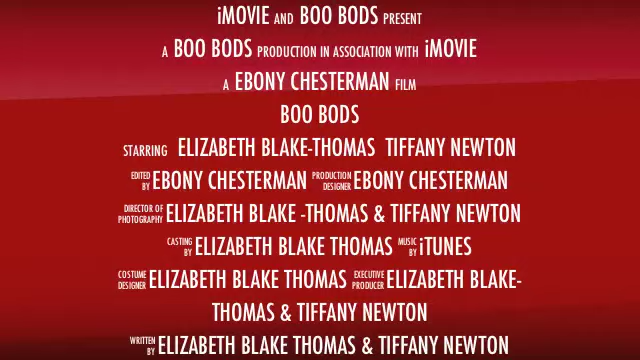 iMOVIE AND BOO BODS PRESENT
A BOO BODS PRODUCTION IN ASSOCIATION WITH iMOVIE
A EBONY CHESTERMAN FILM
BOO BODS
STARRING ELIZABETH BLAKE-THOMAS TIFFANY NEWTON
EDITED BY EBONY CHESTERMAN PRODUCTION DESIGNER EBONY CHESTERMAN
DIRECTOR OF PHOTOGRAPHY ELIZABETH BLAKE -THOMAS & TIFFANY NEWTON
CASTING BY ELIZABETH BLAKE THOMAS MUSIC BY iTUNES
COSTUME DESIGNER ELIZABETH BLAKE THOMAS EXECUTIVE PRODUCER ELIZABETH BLAKE-
THOMAS & TIFFANY NEWTON
WRITTEN BY ELIZABETH BLAKE THOMAS & TIFFANY NEWTON